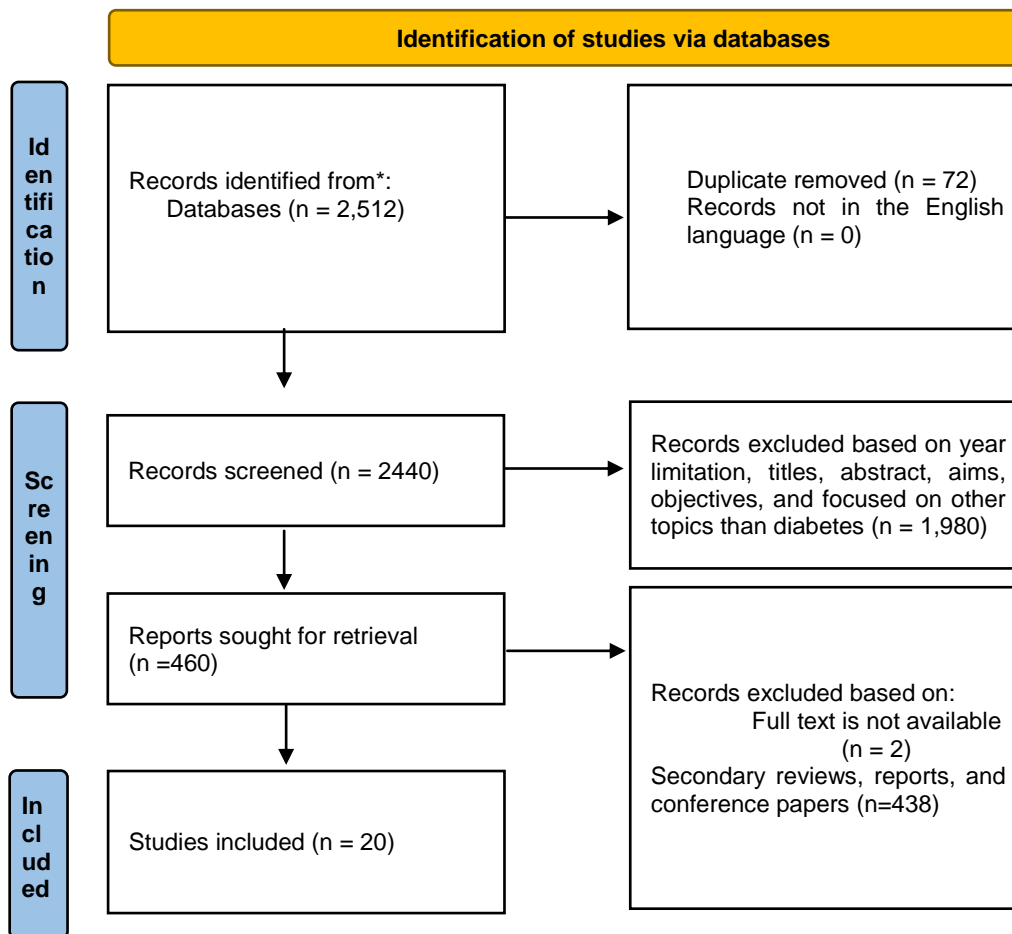 Identification of studies via databases
Id
en
tifi
ca
tio
n
Records identified from*:
Databases (n = 2,512)
Duplicate removed (n = 72)
Records not in the English
language (n = 0)
Sc
re
en
in
g
Records screened (n = 2440)
Records excluded based on year
limitation, titles, abstract, aims,
objectives, and focused on other
topics than diabetes (n = 1,980)
Reports sought for retrieval
(n =460)
Records excluded based on:
Full text is not available
(n = 2)
Secondary reviews, reports, and
conference papers (n=438)
In
cl
ud
ed
Studies included (n = 20)